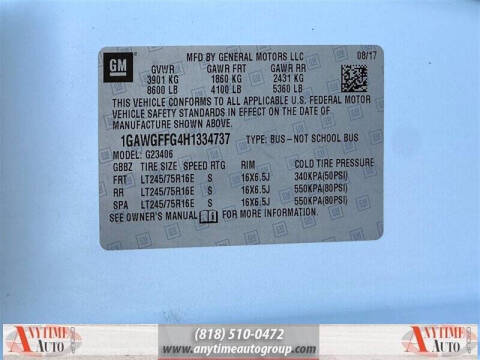 GM
MFD BY GENERAL MOTORS LLC
08/17
GVWR GAWR FRT GAWR RR
3901 KG 1860 KG 2431 KG
8600 LB 4100 LB 5360 LB
THIS VEHICLE CONFORMS TO ALL APPLICABLE U.S. FEDERAL MOTOR
VEHICLE SAFETY STANDARDS IN EFFECT ON THE DATE OF
MANUFACTURE SHOWN ABOVE.
1GAWGFFG4H1334737 TYPE: BUS-NOT SCHOOL BUS
MODEL: G23406
GBBZ TIRE SIZE SPEED RTG RIM COLD TIRE PRESSURE
FRT LT245/75R16E S 16X6.5J 340KPA(50PSI)
RR LT245/75R16E S 16X6.5J 550KPA(80PSI)
SPA LT245/75R16E S 16X6.5J 550KPA(80PSI)
SEE OWNER'S MANUAL FOR MORE INFORMATION.
ANYTIME AUTO (818) 510-0472 ANYTIME AUTO
www.anytimeautogroup.com